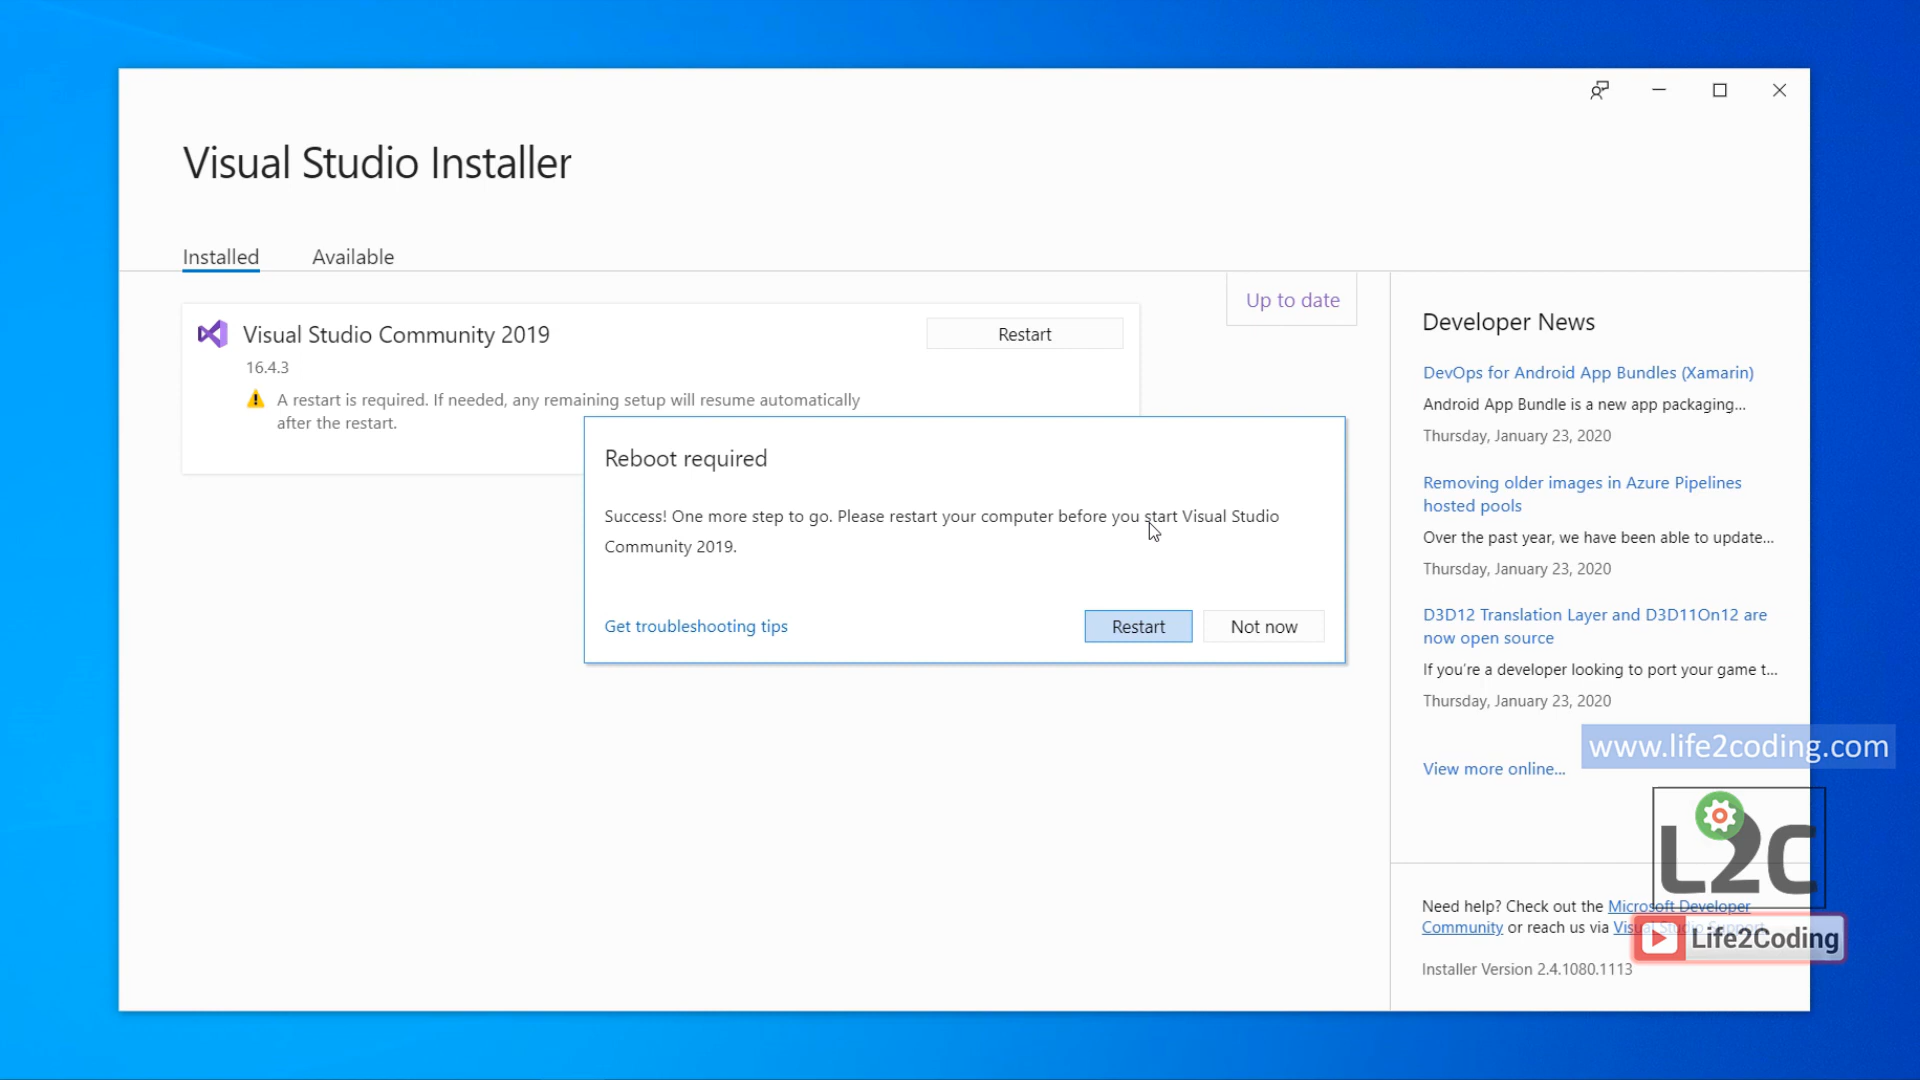 Visual Studio Installer
Installed
Available
Up to date
Visual Studio Community 2019
Restart
16.4.3
A restart is required. If needed, any remaining setup will resume automatically
after the restart.
Reboot required
Success! One more step to go. Please restart your computer before you start Visual Studio
Community 2019.
Get troubleshooting tips
Restart
Not now
Developer News
DevOps for Android App Bundles (Xamarin)
Android App Bundle is a new app packaging...
Thursday, January 23, 2020
Removing older images in Azure Pipelines
hosted pools
Over the past year, we have been able to update...
Thursday, January 23, 2020
D3D12 Translation Layer and D3D11On12 are
now open source
If you're a developer looking to port your game t...
Thursday, January 23, 2020
www.life2coding.com
View more online...
L2C
Need help? Check out the Microsoft Developer
Community or reach us via Visual Studio Support.
Life2Coding
Installer Version 2.4.1080.1113